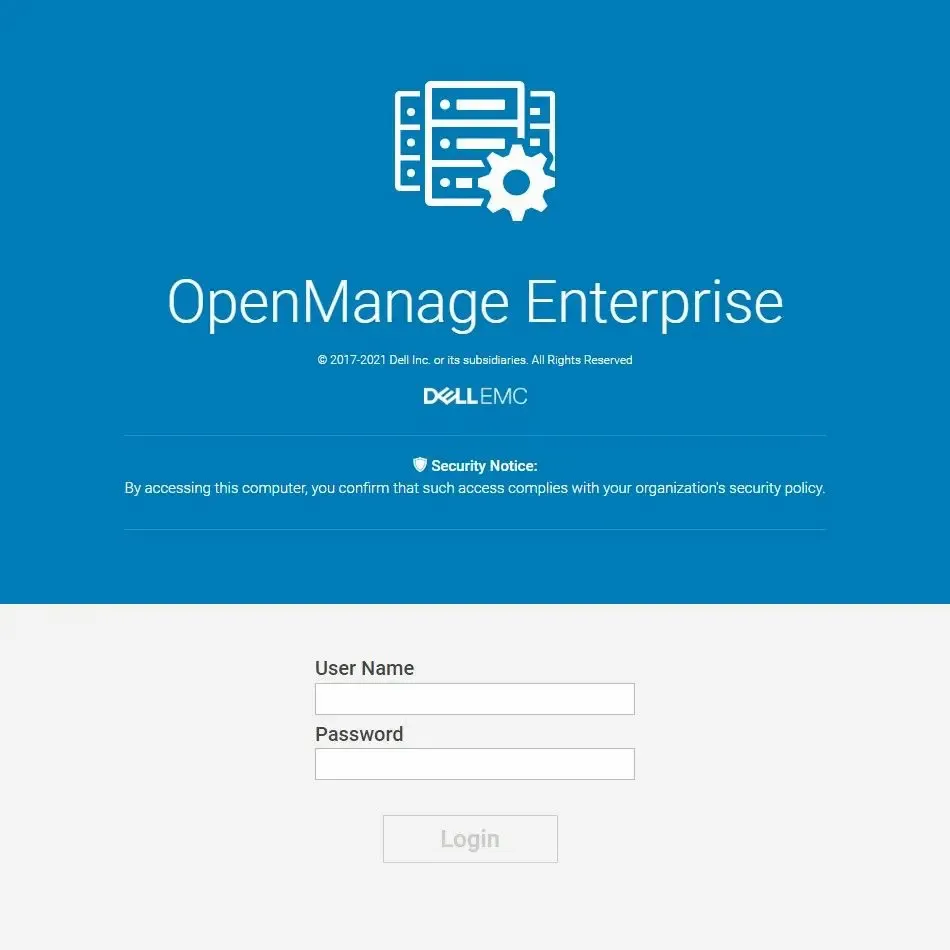 OpenManage Enterprise
© 2017-2021 Dell Inc. or its subsidiaries. All Rights Reserved
DELLEMC
Security Notice:
By accessing this computer, you confirm that such access complies with your organization's security policy.
User Name
Password
Login